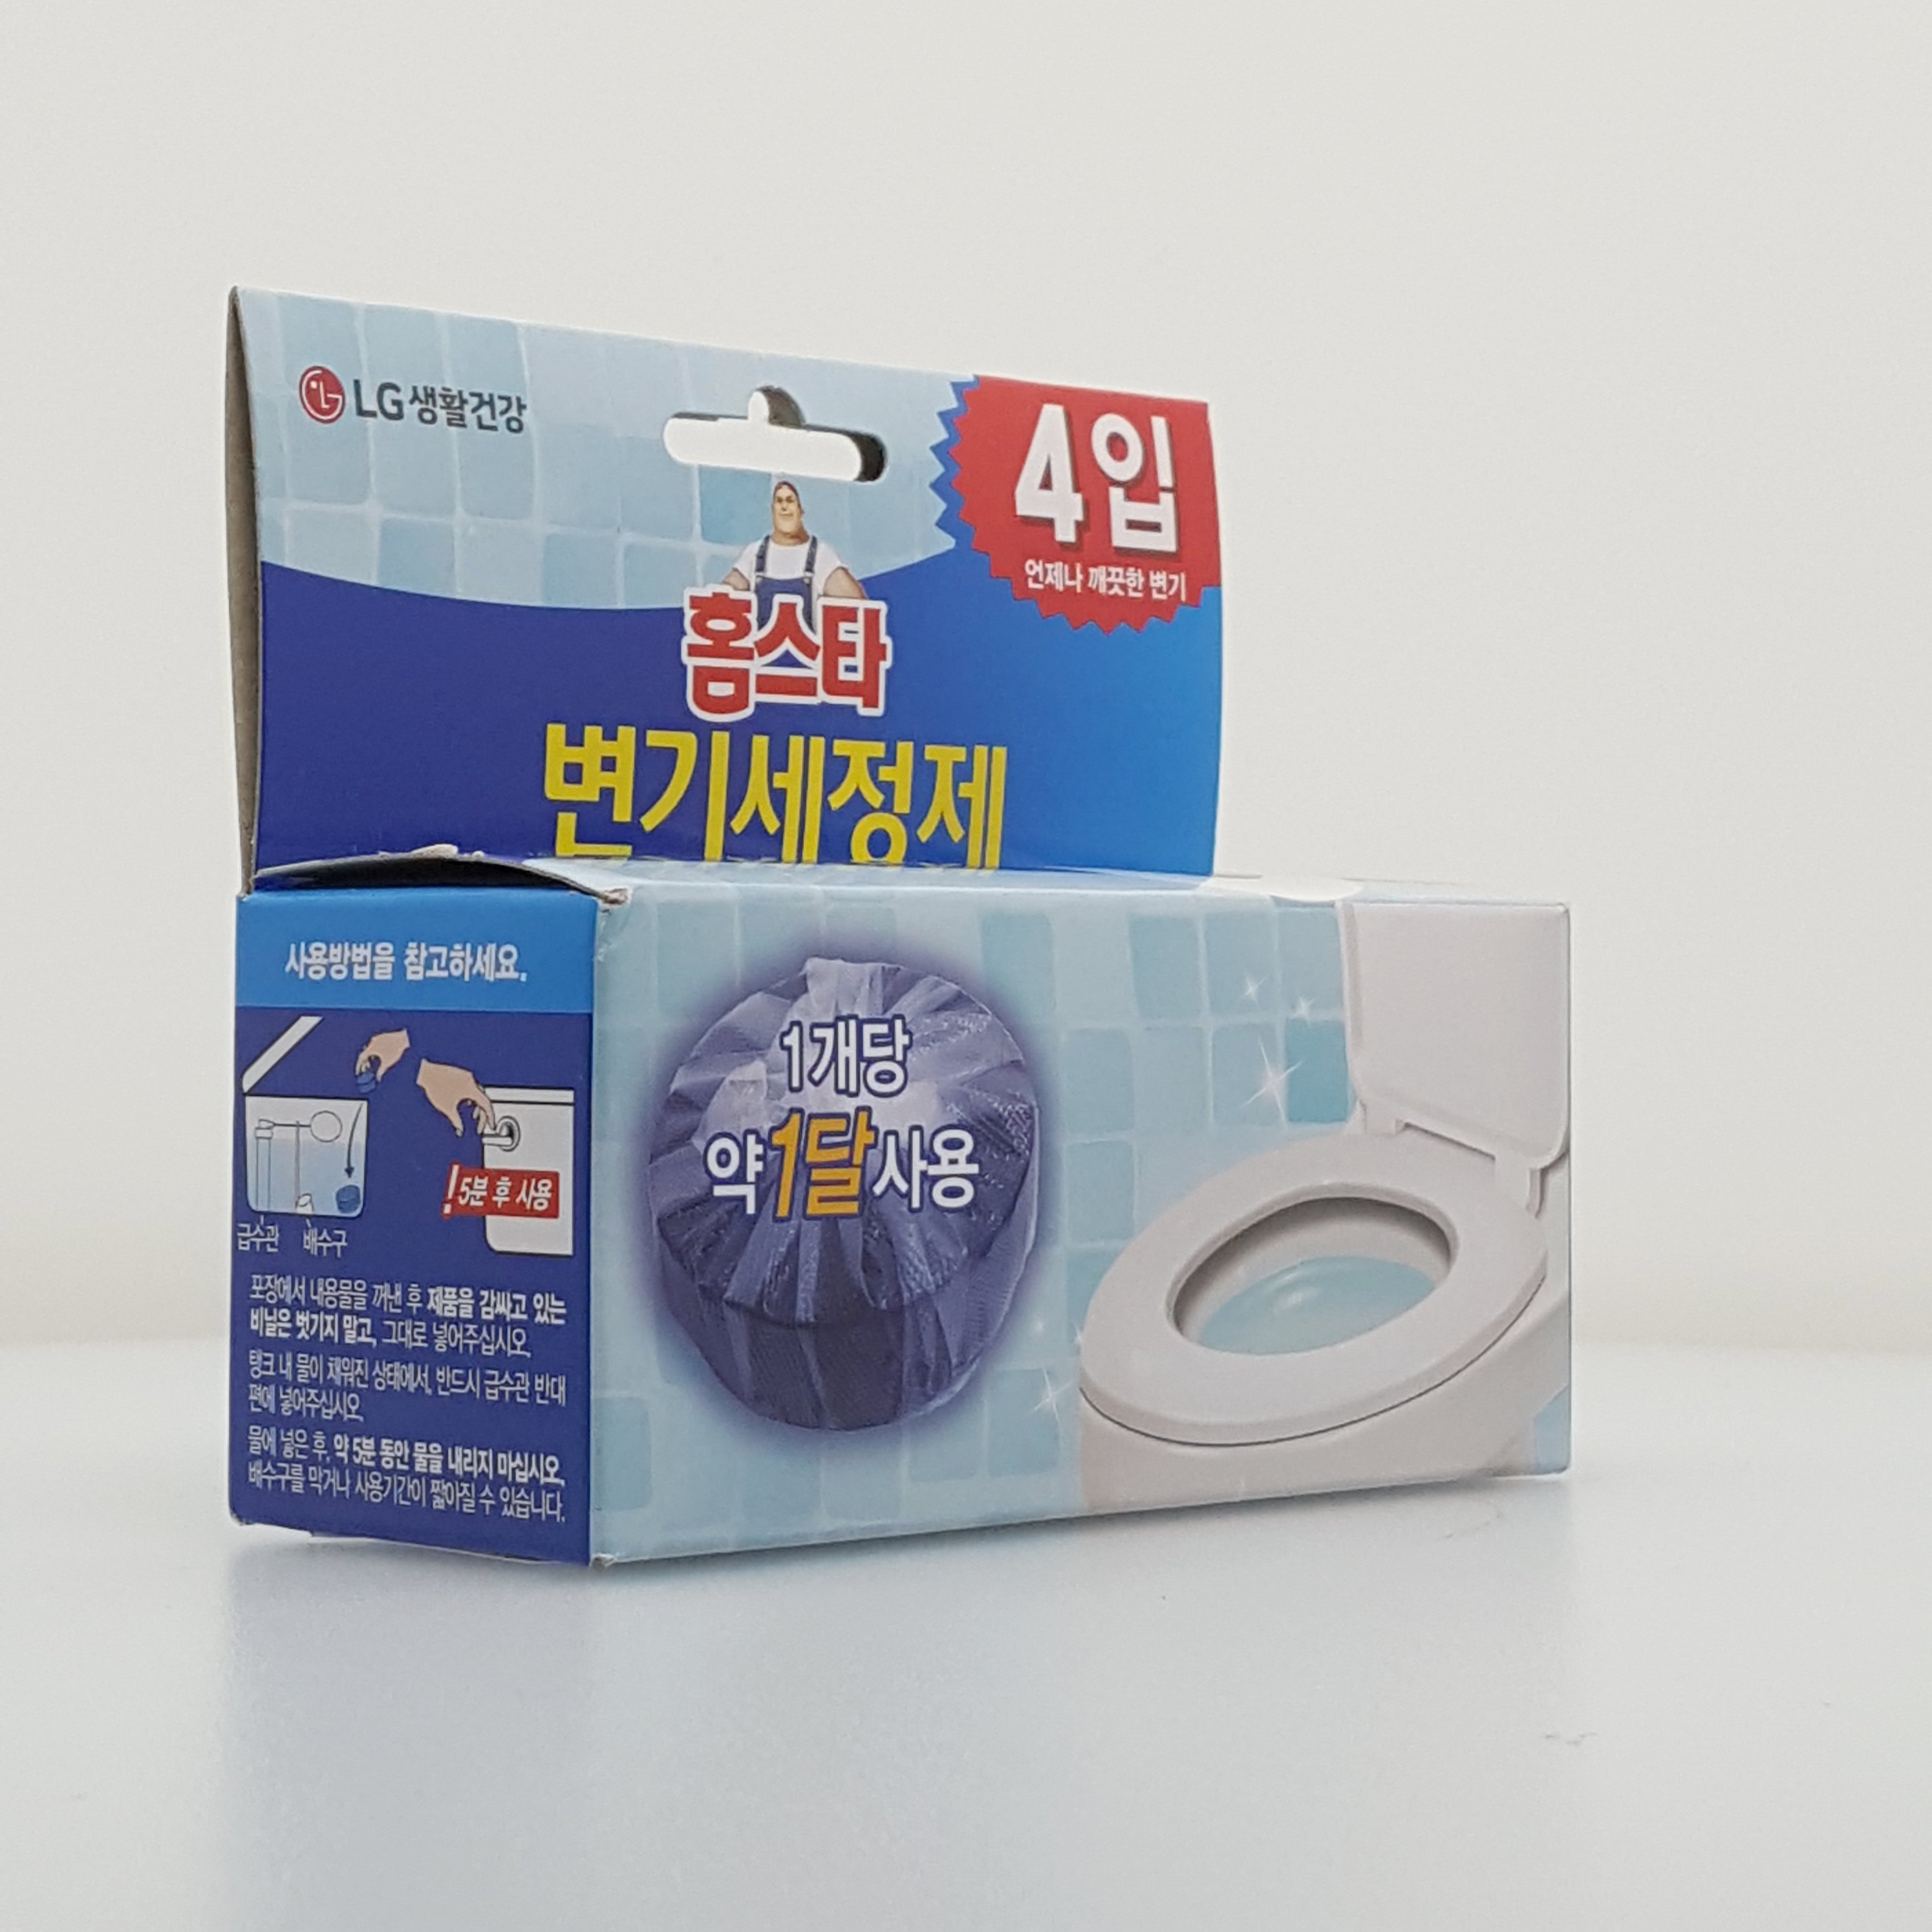 LG생활건강
4입
언제나 깨끗한 변기
홈스타
변기세정제
사용방법을 참고하세요.
!5분 후 사용
급수관 배수구
포장에서 내용물을 꺼낸 후 제품을 감싸고 있는
비닐은 벗기지 말고, 그대로 넣어주십시오.
탱크 내 물이 채워진 상태에서, 반드시 급수관 반대
편에 넣어주십시오.
물에 넣은 후, 약 5분 동안 물을 내리지 마십시오.
배수구를 막거나 사용기간이 짧아질 수 있습니다.
1개당
약1달사용